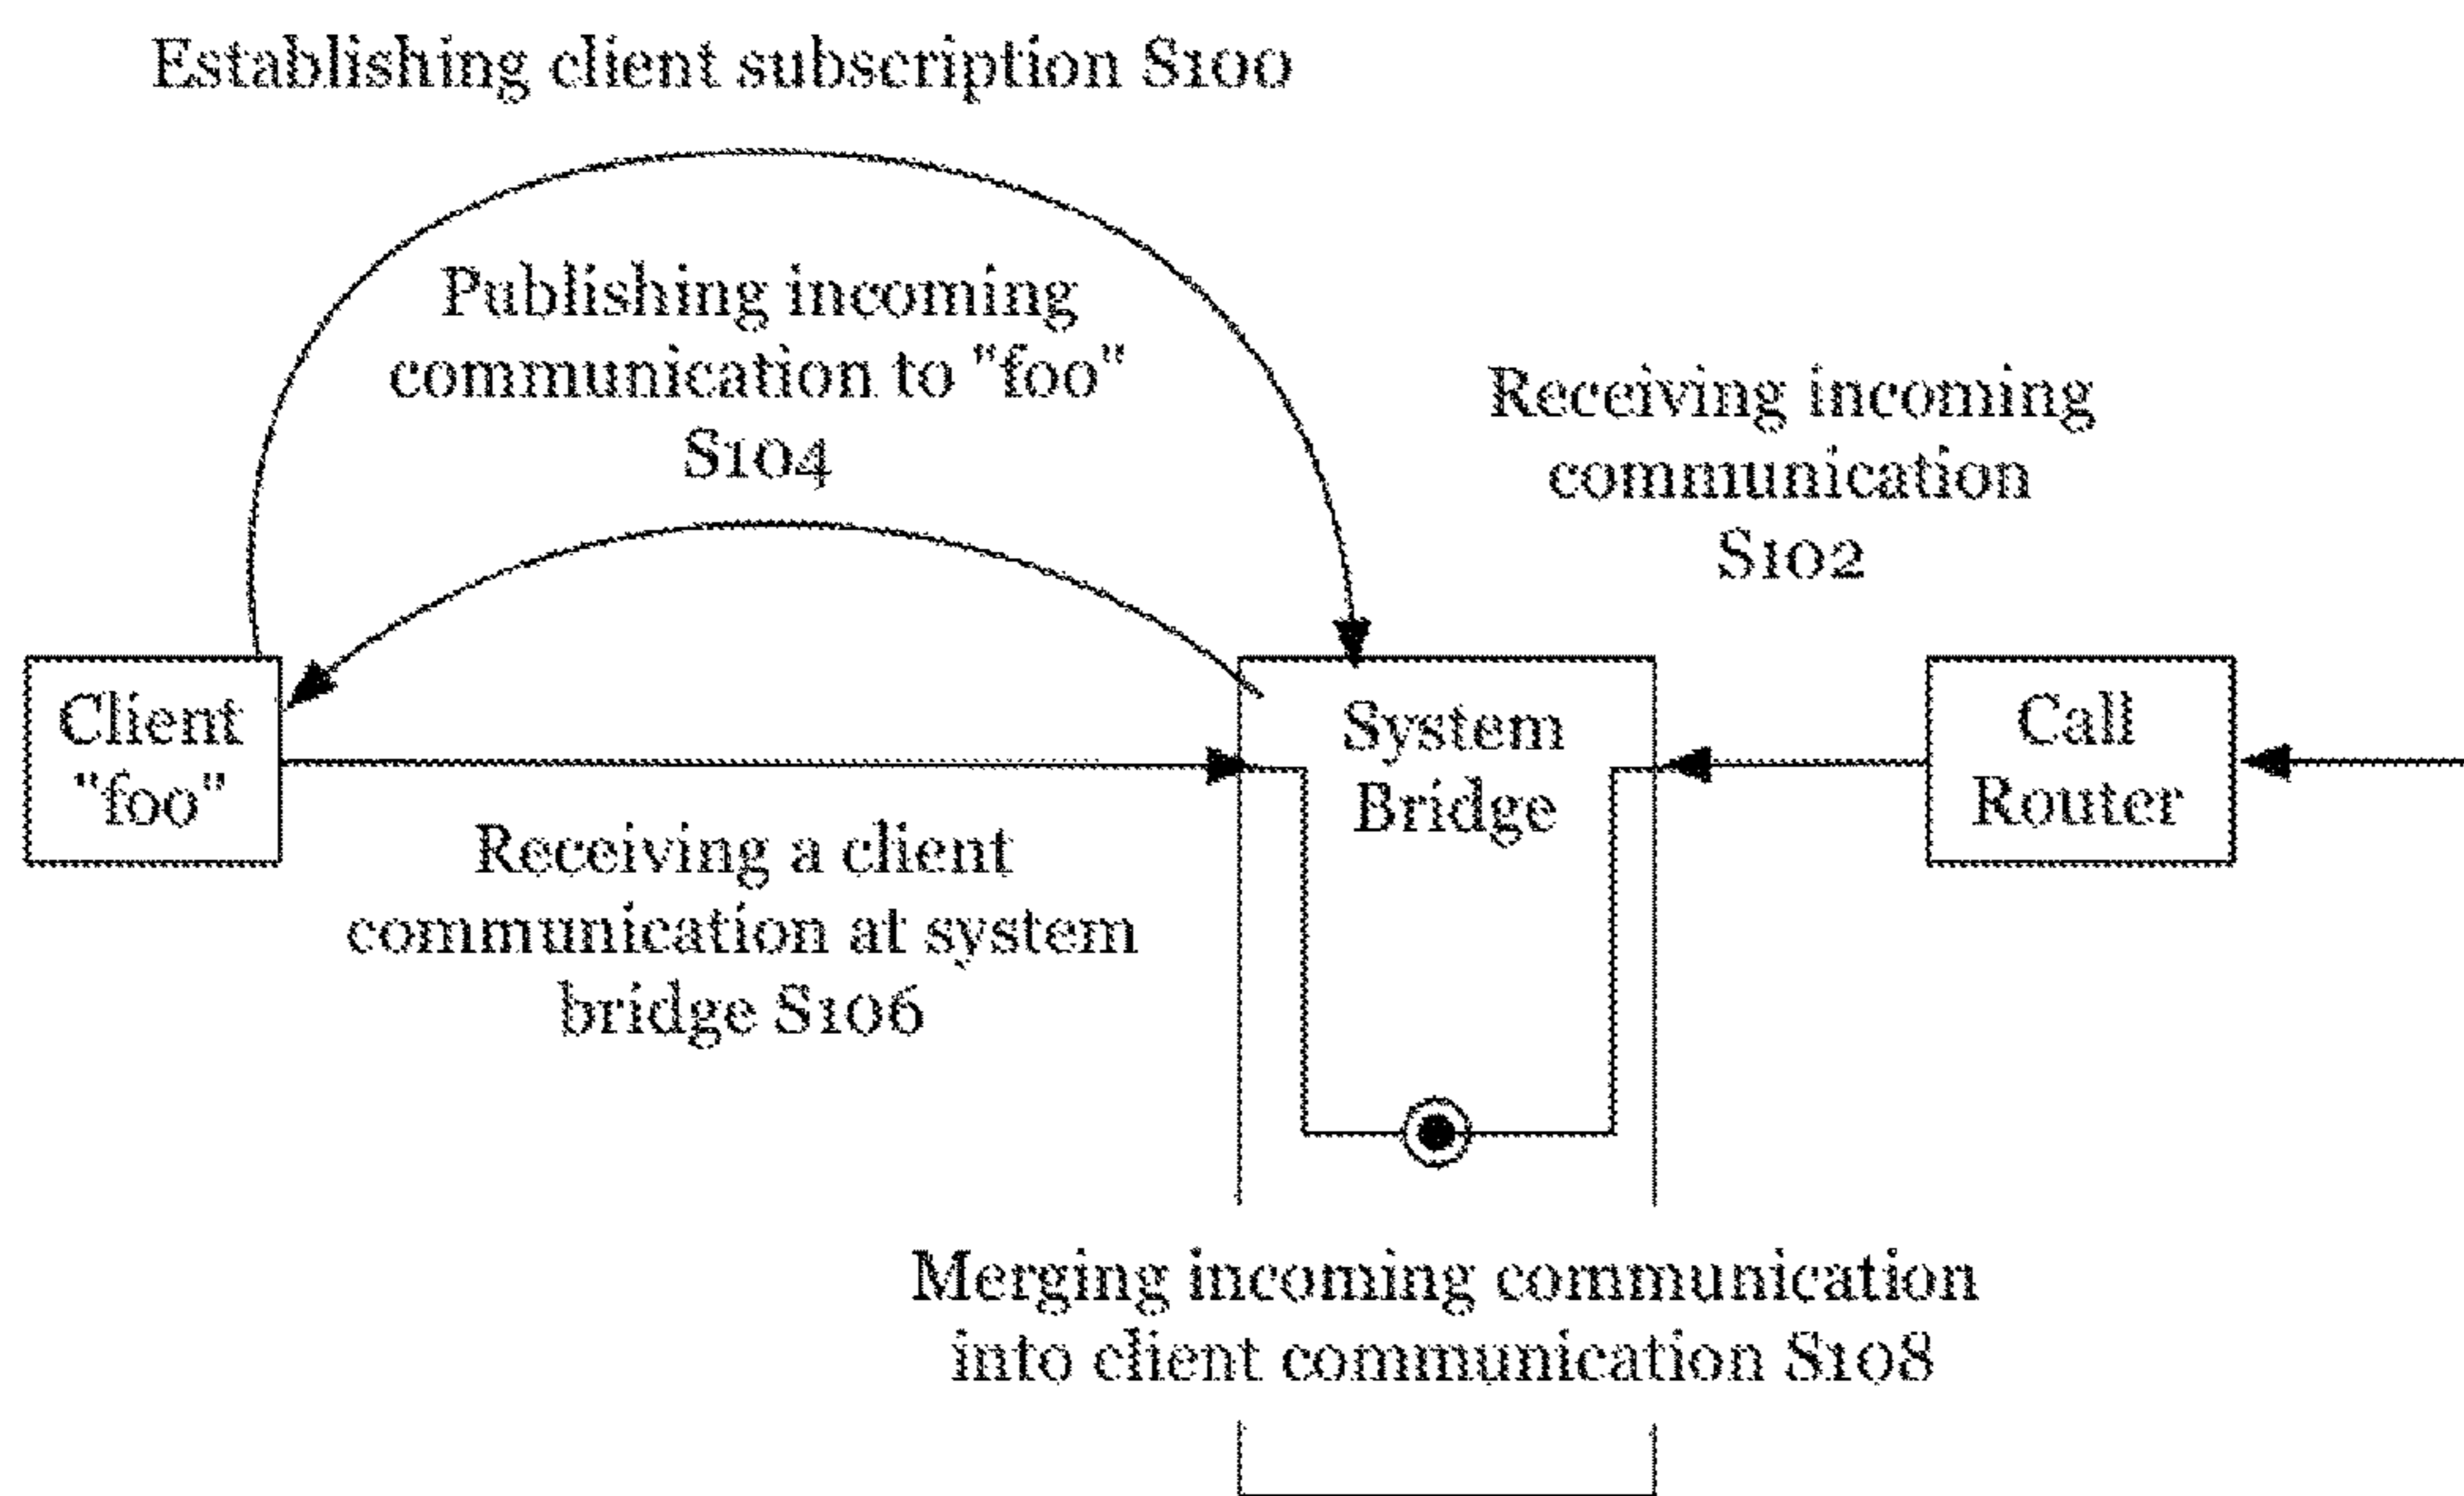 Establishing client subscription S100
Publishing incoming
communication to "foo"
S104
Receiving incoming
communication
S102
Client
"foo"
System
Bridge
Call
Router
Receiving a client
communication at system
bridge S106
Merging incoming communication
into client communication S108